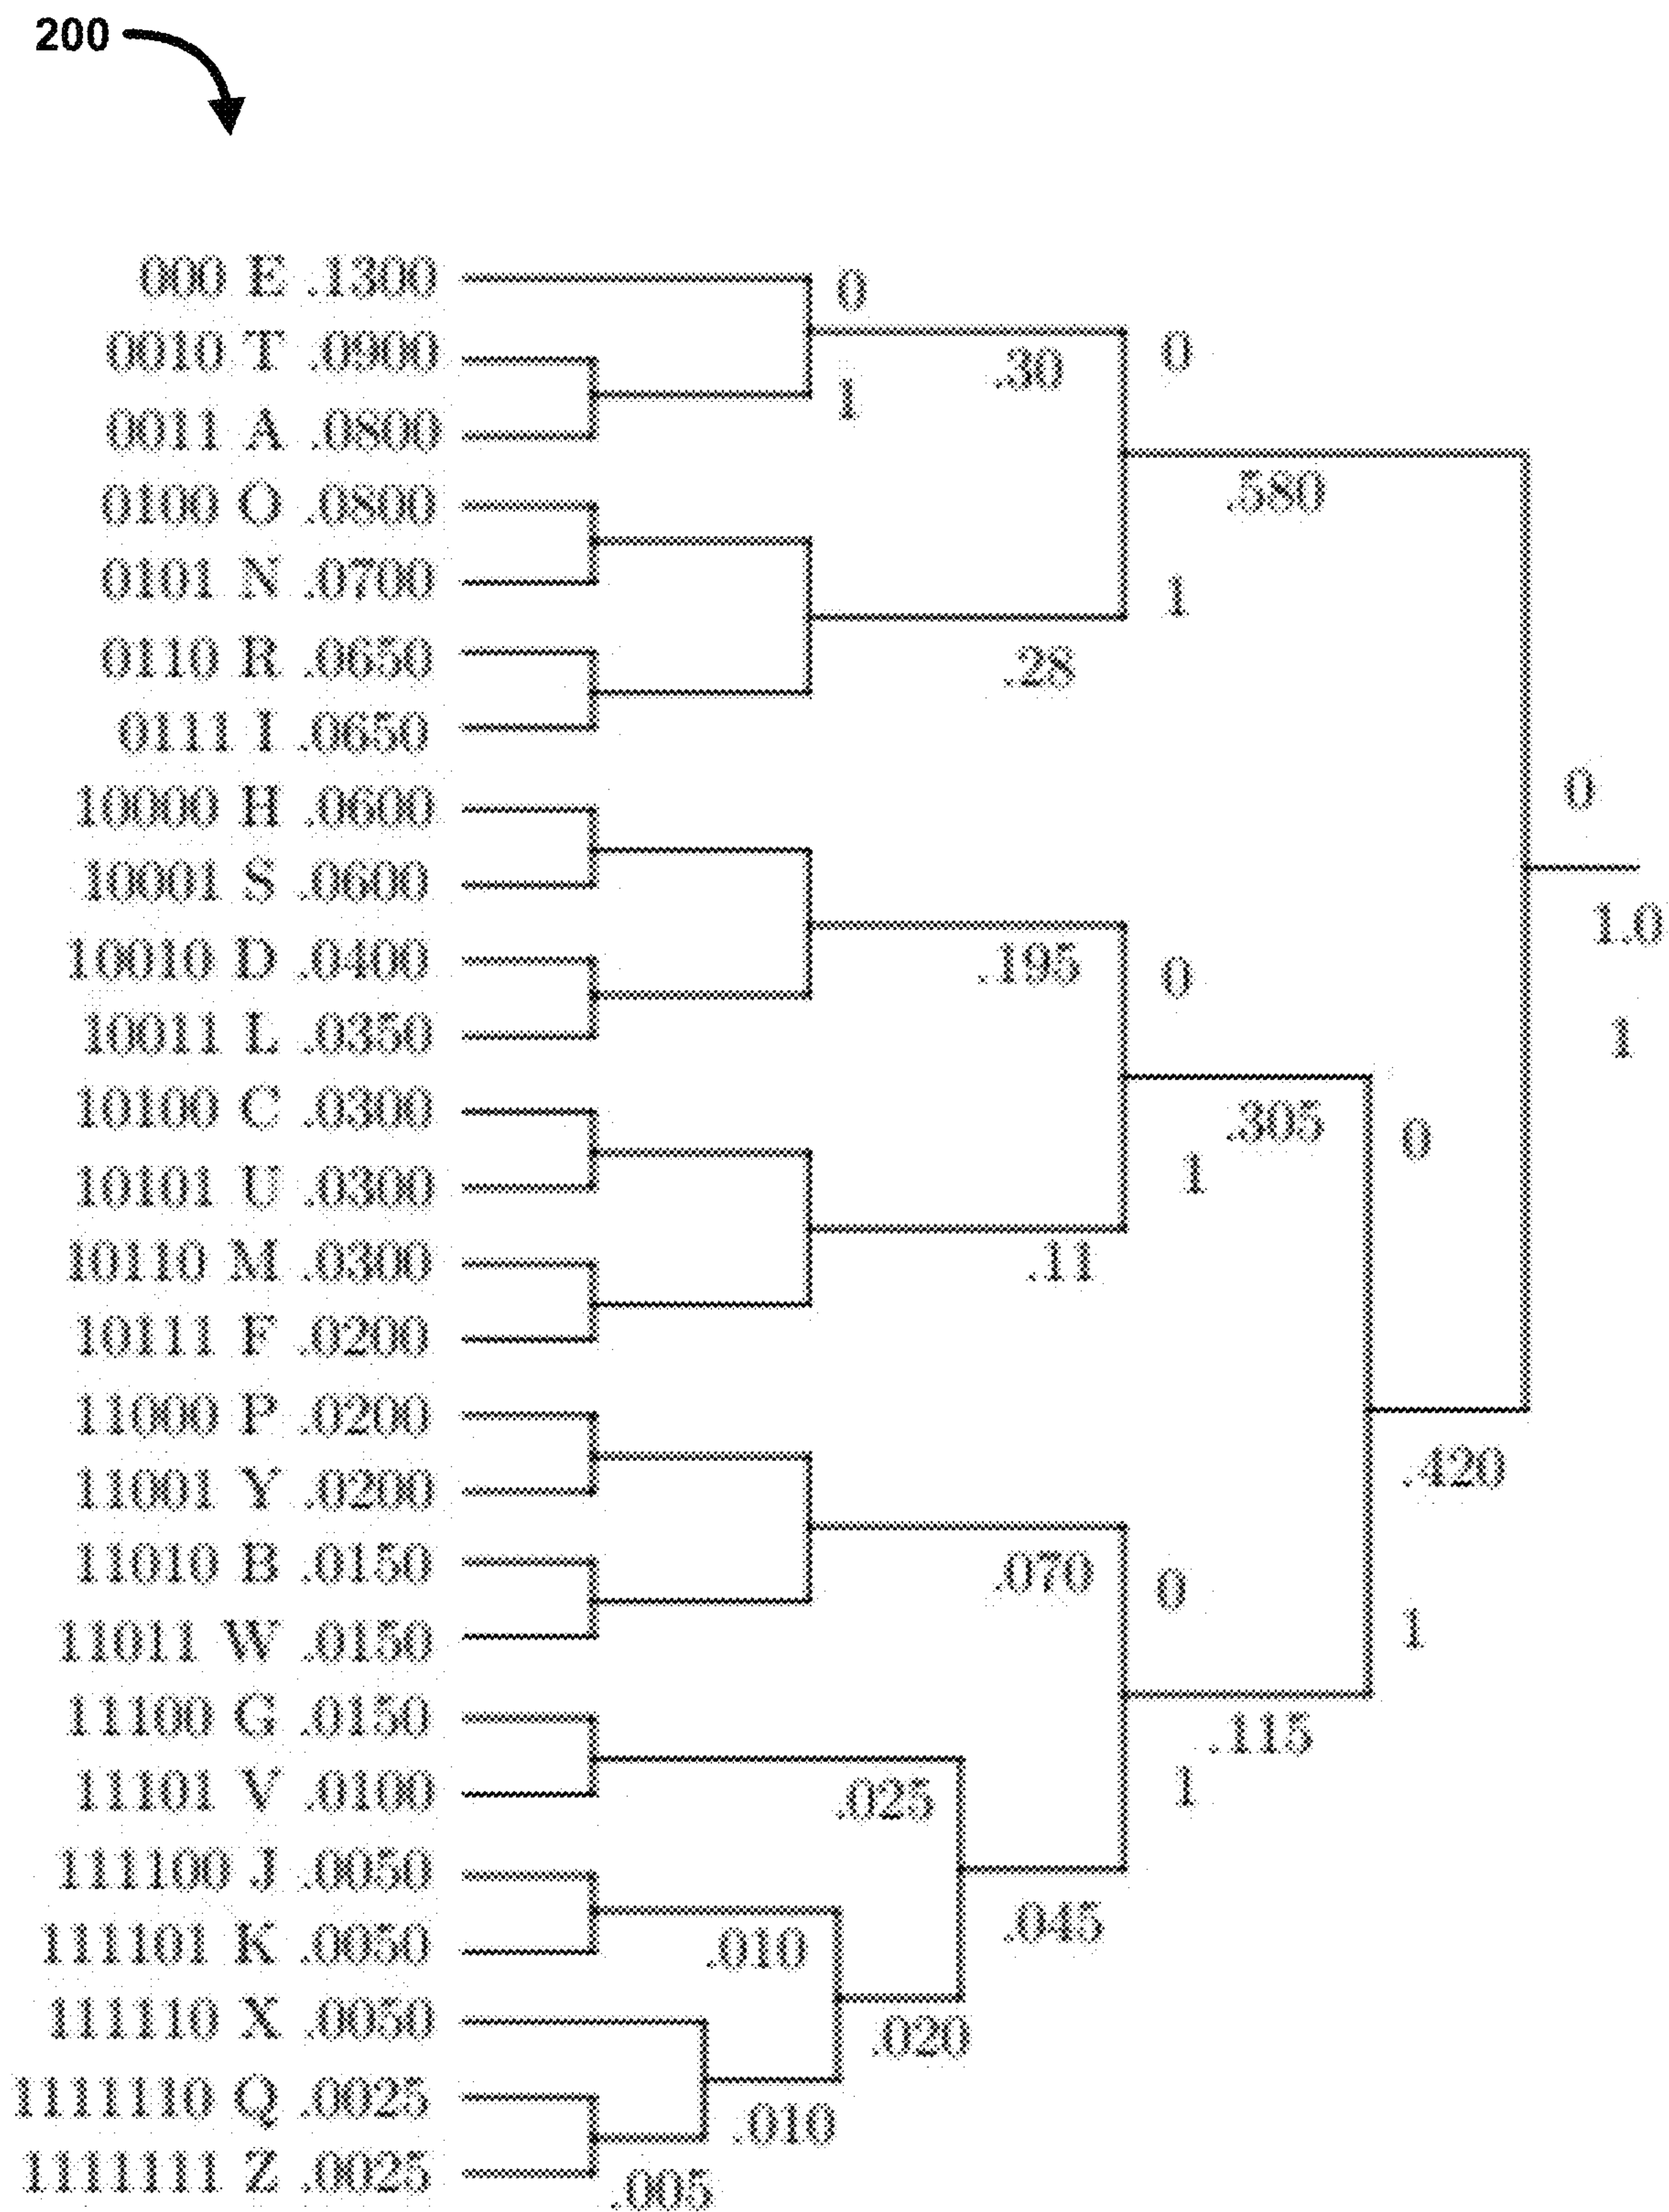 200
000 E .1300
0010 T .0900
0011 A .0800
0100 O .0800
0101 N .0700
0110 R .0650
0111 I .0650
10000 H .0600
10001 S .0600
10010 D .0400
10011 L .0350
10100 C .0300
10101 U .0300
10110 M .0300
10111 F .0200
11000 P .0200
11001 Y .0200
11010 B .0150
11011 W .0150
11100 G .0150
11101 V .0100
111100 J .0050
111101 K .0050
111110 X .0050
1111110 Q .0025
1111111 Z .0025
0
1
.30
0
.580
1
.28
0
1.0
1
.195
0
.305
0
1
.11
.420
.070
0
1
.115
1
.025
.045
.010
.020
.010
.005